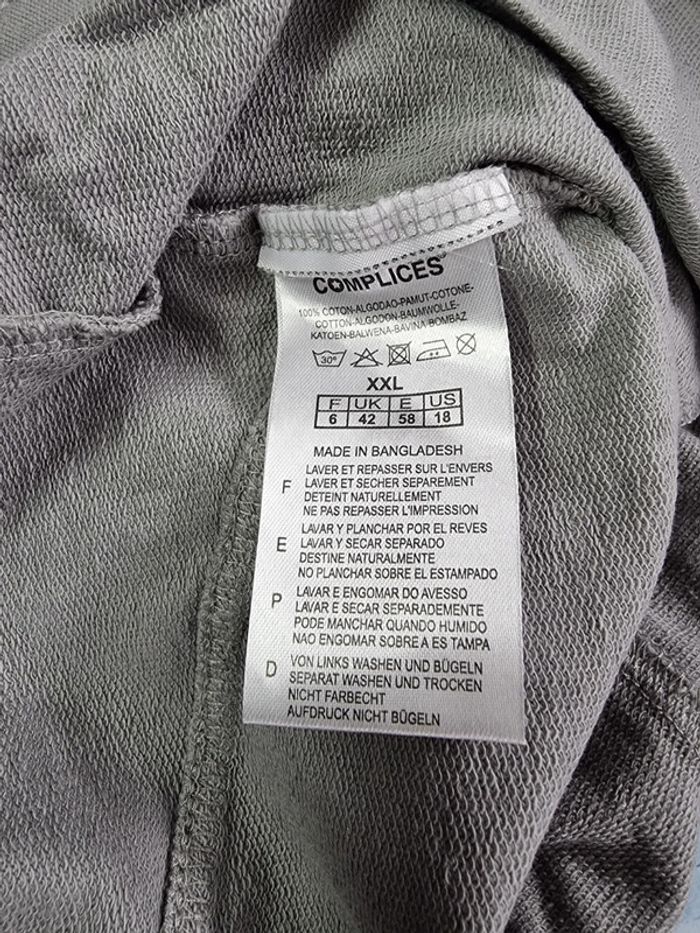 COMPLICES
100% COTON-ALGODAO-PAMUT-COTONE-
COTTON-ALGODON-BAUMWOLLE-
KATOEN-BALWENA-BAVINA BOMBAZ
30°
XXL
F UK E US
6 42 58 18
MADE IN BANGLADESH
F
LAVER ET REPASSER SUR L'ENVERS
LAVER ET SECHER SEPAREMENT
DETEINT NATURELLEMENT
NE PAS REPASSER L'IMPRESSION
E
LAVAR Y PLANCHAR POR EL REVES
LAVAR Y SECAR SEPARADO
DESTINE NATURALMENTE
NO PLANCHAR SOBRE EL ESTAMPADO
P
LAVAR E ENGOMAR DO AVESSO
LAVAR E SECAR SEPARADEMENTE
PODE MANCHAR QUANDO HUMIDO
NAO ENGOMAR SOBRE A ES TAMPA
D
VON LINKS WASHEN UND BÜGELN
SEPARAT WASHEN UND TROCKEN
NICHT FARBECHT
AUFDRUCK NICHT BÜGELN